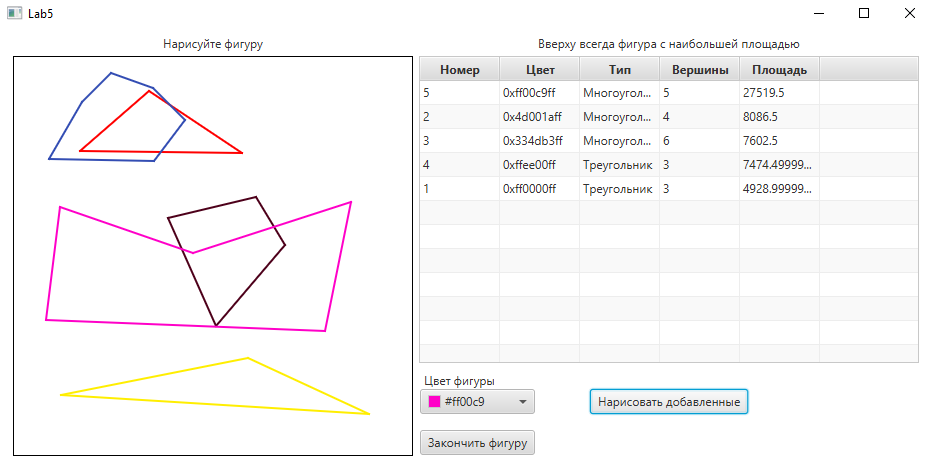 Lab5
Нарисуйте фигуру
Вверху всегда фигура с наибольшей площадью
Номер Цвет Тип Вершины Площадь
5 0xff00c9ff Многоугол... 5 27519.5
2 0x4d001aff Многоугол... 4 8086.5
3 0x334db3ff Многоугол... 6 7602.5
4 0xffee00ff Треугольник 3 7474.49999...
1 0xff0000ff Треугольник 3 4928.99999...
Цвет фигуры
#ff00c9 Нарисовать добавленные
Закончить фигуру